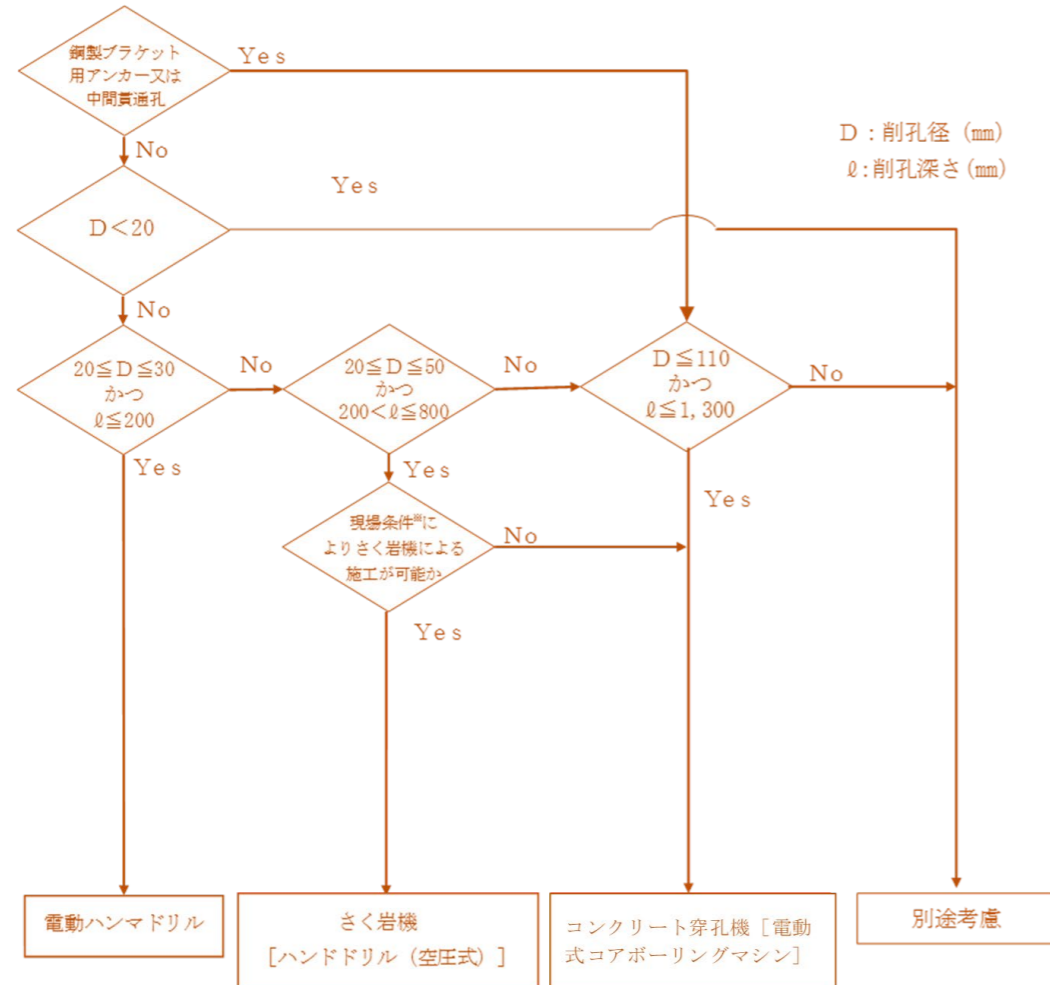 鋼製ブラケット
用アンカー又は
中間貫通孔
Yes
No
D：削孔径（㎜）
ℓ：削孔深さ（㎜）
D＜20
Yes
No
20≦D≦30
かつ
ℓ≦200
No
Yes
20≦D≦50
かつ
200＜ℓ≦800
No
Yes
D≦110
かつ
ℓ≦1,300
No
Yes
現場条件※に
よりさく岩機による
施工が可能か
No
Yes
電動ハンマドリル
さく岩機
［ハンドドリル（空圧式）］
コンクリート穿孔機［電動
式コアボーリングマシン］
別途考慮